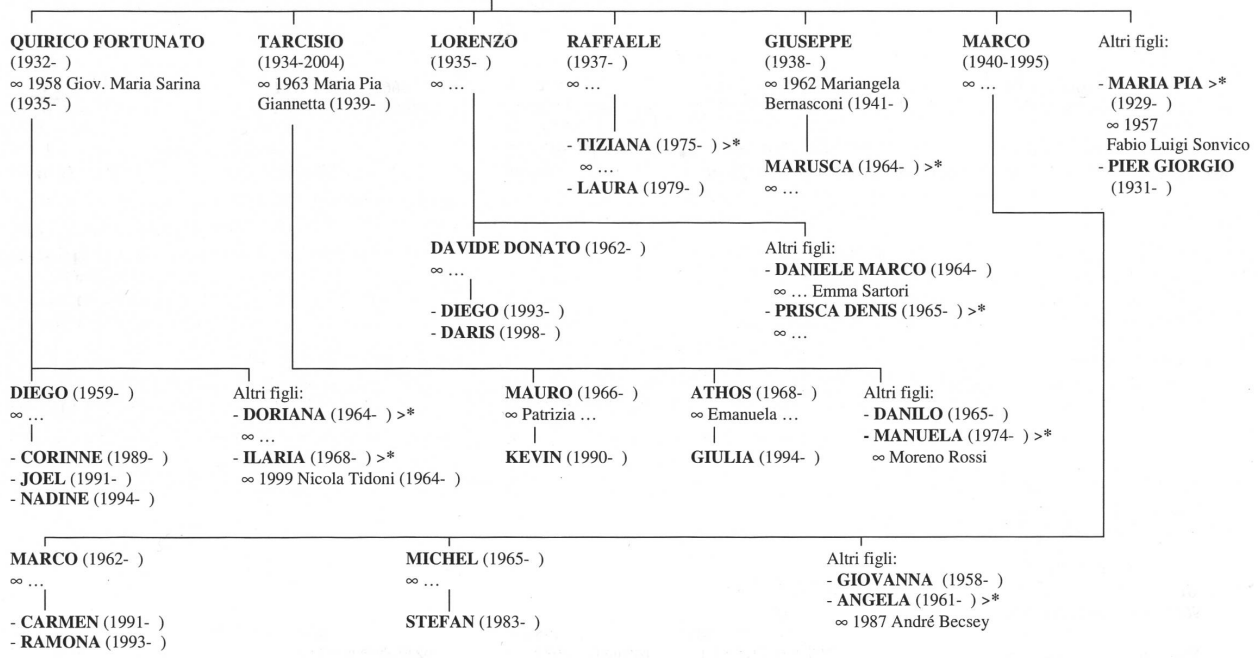 QUIRICO FORTUNATO
(1932- )
∞ 1958 Giov. Maria Sarina
(1935- )
TARCISIO
(1934-2004)
∞ 1963 Maria Pia
Giannetta (1939- )
LORENZO
(1935- )
∞ ...
RAFFAELE
(1937- )
∞ ...
- TIZIANA (1975- ) >*
∞ ...
- LAURA (1979- )
GIUSEPPE
(1938- )
∞ 1962 Mariangela
Bernasconi (1941- )
MARUSCA (1964- ) >*
∞ ...
MARCO
(1940-1995)
∞ ...
Altri figli:
- MARIA PIA >*
(1929- )
∞ 1957
Fabio Luigi Sonvico
- PIER GIORGIO
(1931- )
DAVIDE DONATO (1962- )
∞ ...
- DIEGO (1993- )
- DARIS (1998- )
Altri figli:
- DANIELE MARCO (1964- )
∞ ... Emma Sartori
- PRISCA DENIS (1965- ) >*
∞ ...
DIEGO (1959- )
∞ ...
- CORINNE (1989- )
- JOEL (1991- )
- NADINE (1994- )
Altri figli:
- DORIANA (1964- ) >*
∞ ...
- ILARIA (1968- ) >*
∞ 1999 Nicola Tidoni (1964- )
MAURO (1966- )
∞ Patrizia ...
KEVIN (1990- )
ATHOS (1968- )
∞ Emanuela ...
GIULIA (1994- )
Altri figli:
- DANILO (1965- )
- MANUELA (1974- ) >*
∞ Moreno Rossi
MARCO (1962- )
∞ ...
- CARMEN (1991- )
- RAMONA (1993- )
MICHEL (1965- )
∞ ...
STEFAN (1983- )
Altri figli:
- GIOVANNA (1958- )
- ANGELA (1961- ) >*
∞ 1987 André Becsey